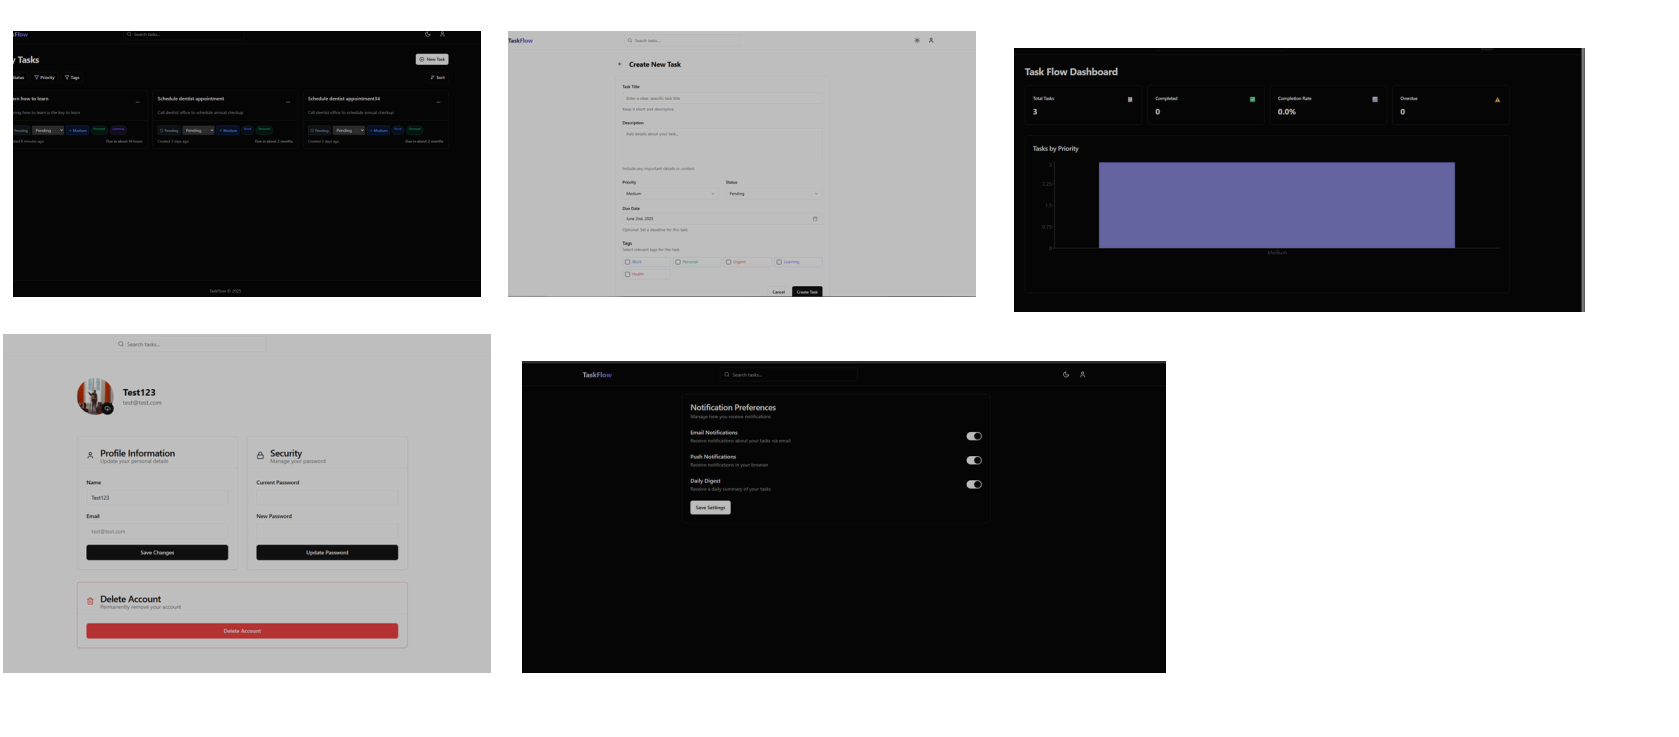 Flow
Search tasks...
Tasks
New Task
Status
Priority
Tags
Sort
how to learn
Schedule dentist appointment
Schedule dentist appointment34
how to learn is the key to learn
Call dentist office to schedule annual checkup
Call dentist office to schedule annual checkup
Pending
Pending
Medium
Personal
Learning
Pending
Pending
Medium
Work
Personal
Pending
Pending
Medium
Work
Personal
9 minutes ago
Due in about 14 hours
Created 2 days ago
Due in about 2 months
Created 2 days ago
Due in about 2 months
TaskFlow © 2025
TaskFlow
Search tasks...
Create New Task
Task Title
Enter a clear, specific task title
Keep it short and descriptive
Description
Add details about your task...
Include any important details or context
Priority
Status
Medium
Pending
Due Date
June 2nd, 2025
Optional: Set a deadline for this task
Tags
Select relevant tags for this task
Work
Personal
Urgent
Learning
Health
Cancel
Create Task
Task Flow Dashboard
Total Tasks
3
Completed
0
Completion Rate
0.0%
Overdue
0
Tasks by Priority
2.25
1.5
0.75
0
Medium
Search tasks...
Test123
test@test.com
Profile Information
Update your personal details
Name
Test123
Email
test@test.com
Save Changes
Security
Manage your password
Current Password
New Password
Update Password
Delete Account
Permanently remove your account
Delete Account
TaskFlow
Search tasks...
Notification Preferences
Manage how you receive notifications
Email Notifications
Receive notifications about your tasks via email
Push Notifications
Receive notifications in your browser
Daily Digest
Receive a daily summary of your tasks
Save Settings